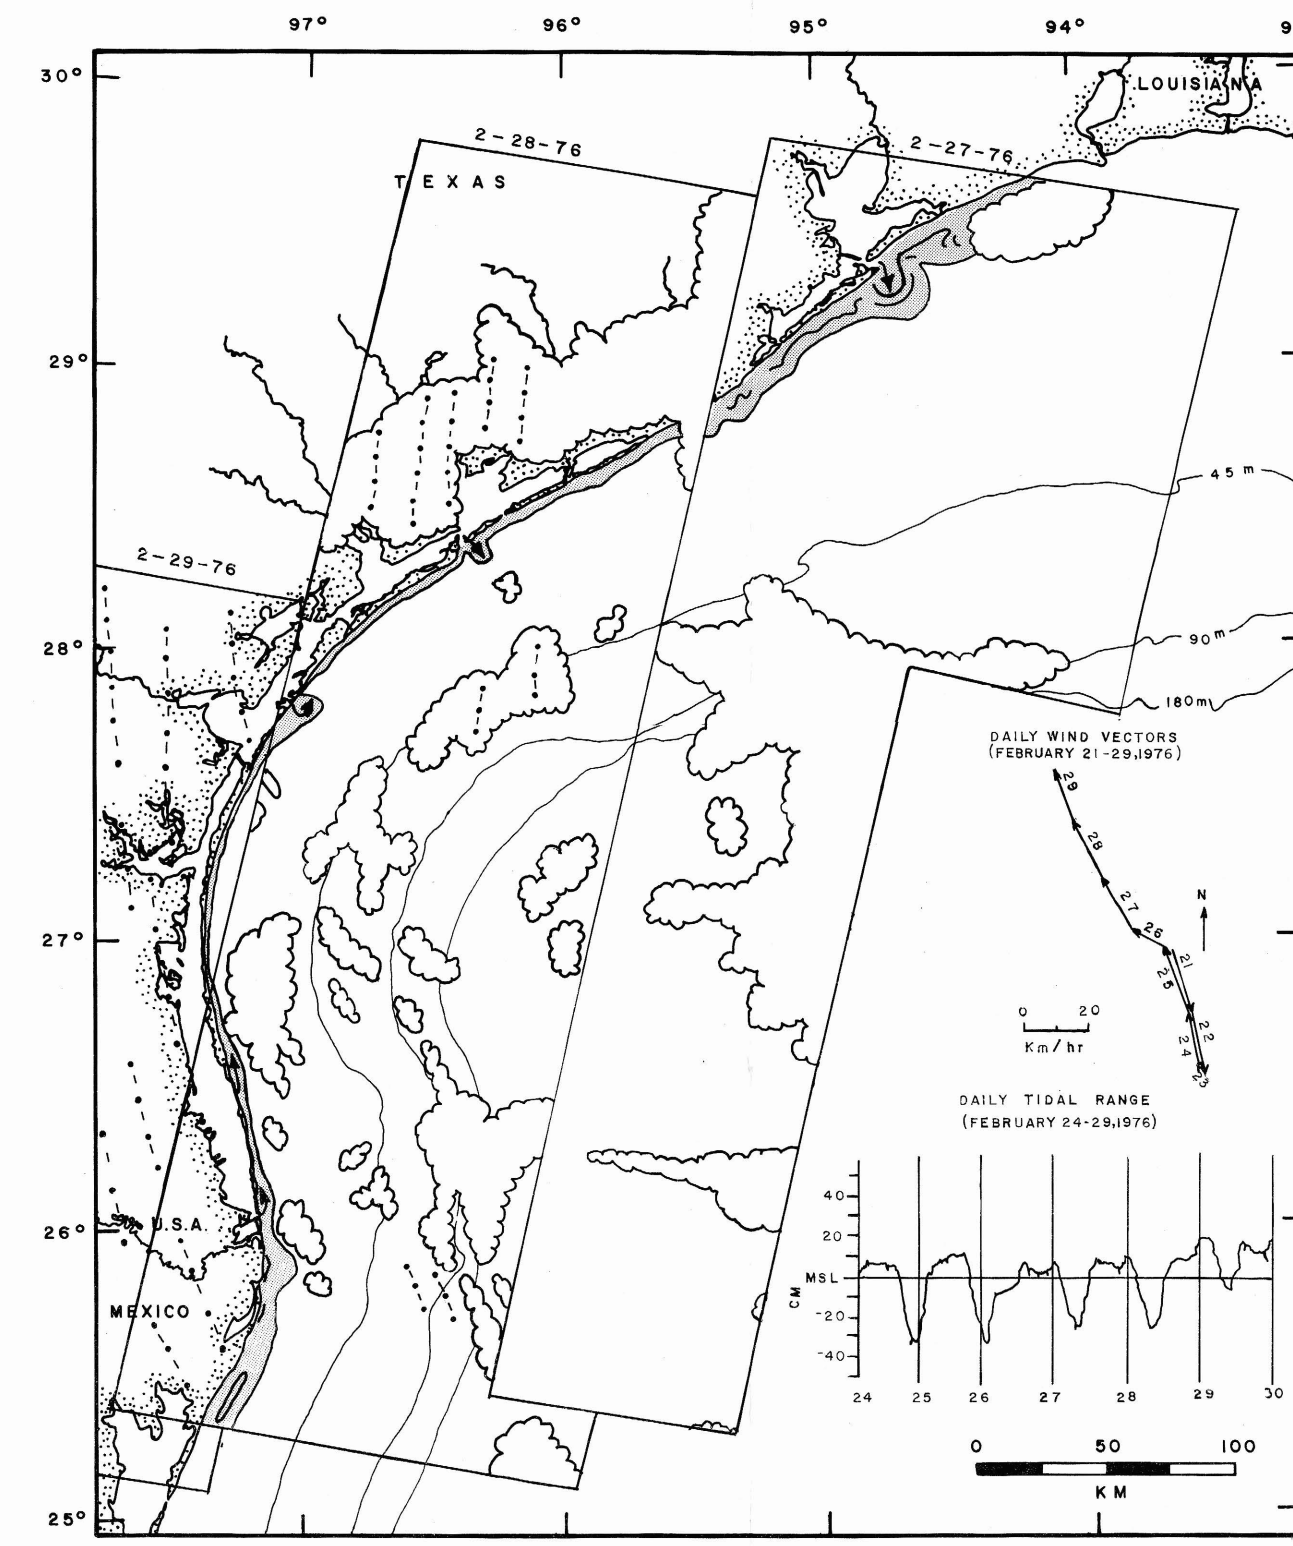 97° 96° 95° 94° 9
30°
LOUISIANA
2-28-76
2-27-76
TEXAS
29°
45 m
2-29-76
28°
90 m
180 m
DAILY WIND VECTORS
(FEBRUARY 21-29,1976)
29
28
27
26
N
27°
21
25
0 20
Km/hr
22
24
23
DAILY TIDAL RANGE
(FEBRUARY 24-29,1976)
40
26°
U.S.A.
20
MSL
CM
MEXICO
-20
-40
24 25 26 27 28 29 30
0 50 100
KM
25°